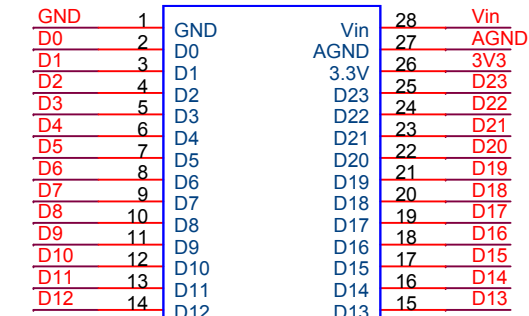 GND 1 GND Vin 28 Vin
D0 2 D0 AGND 27 AGND
D1 3 D1 3.3V 26 3V3
D2 4 D2 D23 25 D23
D3 5 D3 D22 24 D22
D4 6 D4 D21 23 D21
D5 7 D5 D20 22 D20
D6 8 D6 D19 21 D19
D7 9 D7 D18 20 D18
D8 10 D8 D17 19 D17
D9 11 D9 D16 18 D16
D10 12 D10 D15 17 D15
D11 13 D11 D14 16 D14
D12 14 D12 D13 15 D13